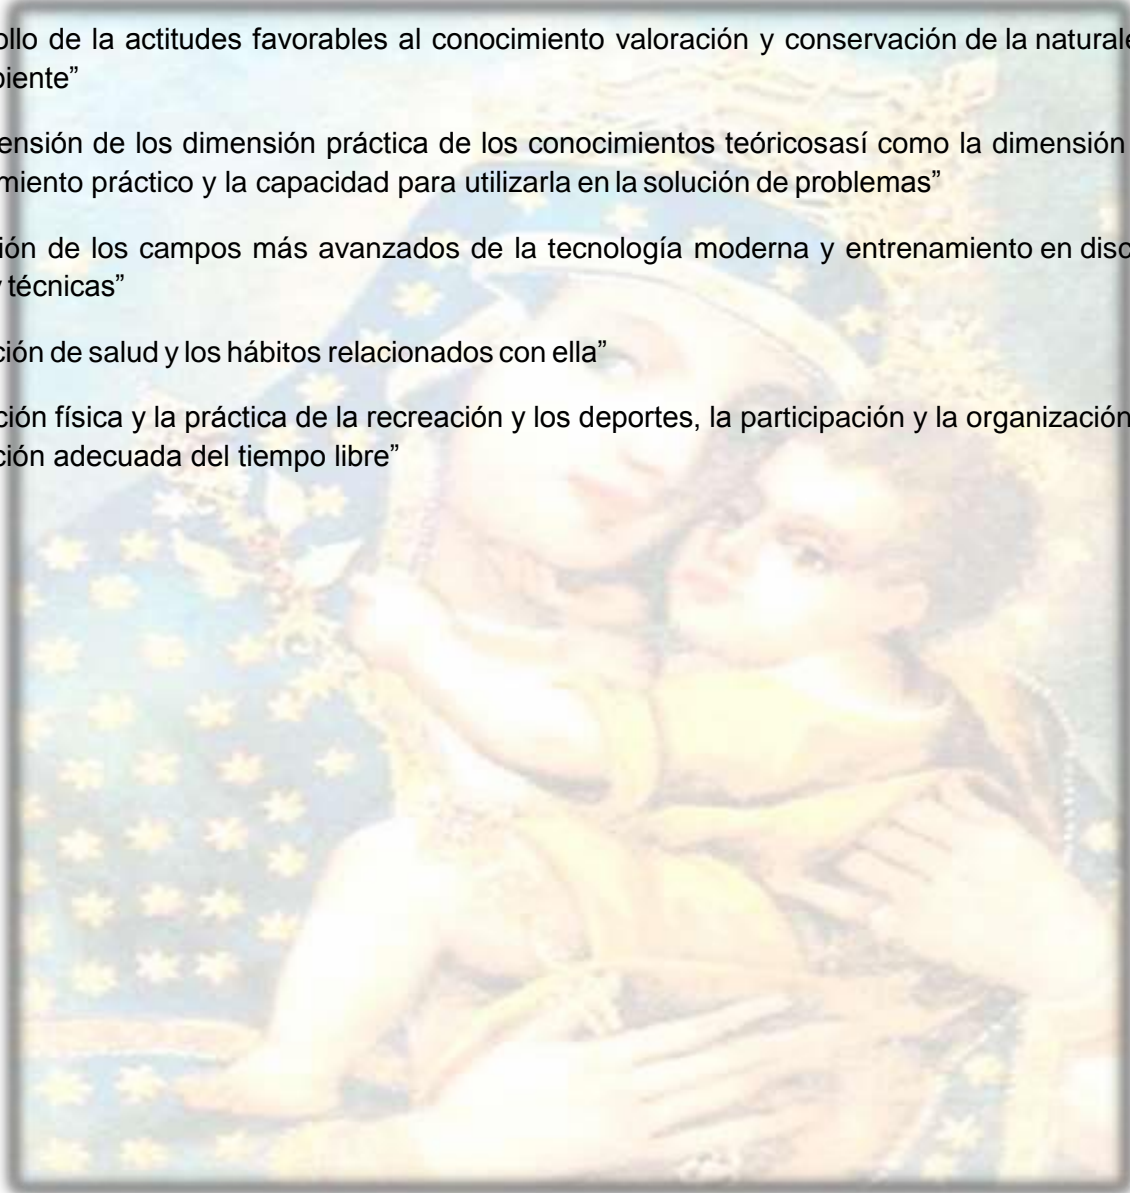 ollo de la actitudes favorables al conocimiento valoración y conservación de la naturale
biente”
ensión de los dimensión práctica de los conocimientos teóricosasí como la dimensión
miento práctico y la capacidad para utilizarla en la solución de problemas”
ión de los campos más avanzados de la tecnología moderna y entrenamiento en disc
y técnicas”
ción de salud y los hábitos relacionados con ella”
ción física y la práctica de la recreación y los deportes, la participación y la organización
ción adecuada del tiempo libre”